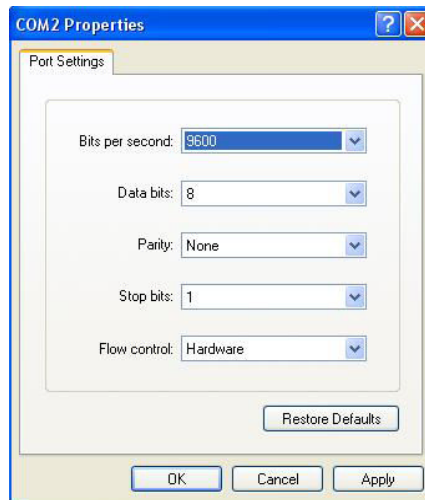 COM2 Properties
Port Settings
Bits per second: 9600
Data bits: 8
Parity: None
Stop bits: 1
Flow control: Hardware
Restore Defaults
OK Cancel Apply